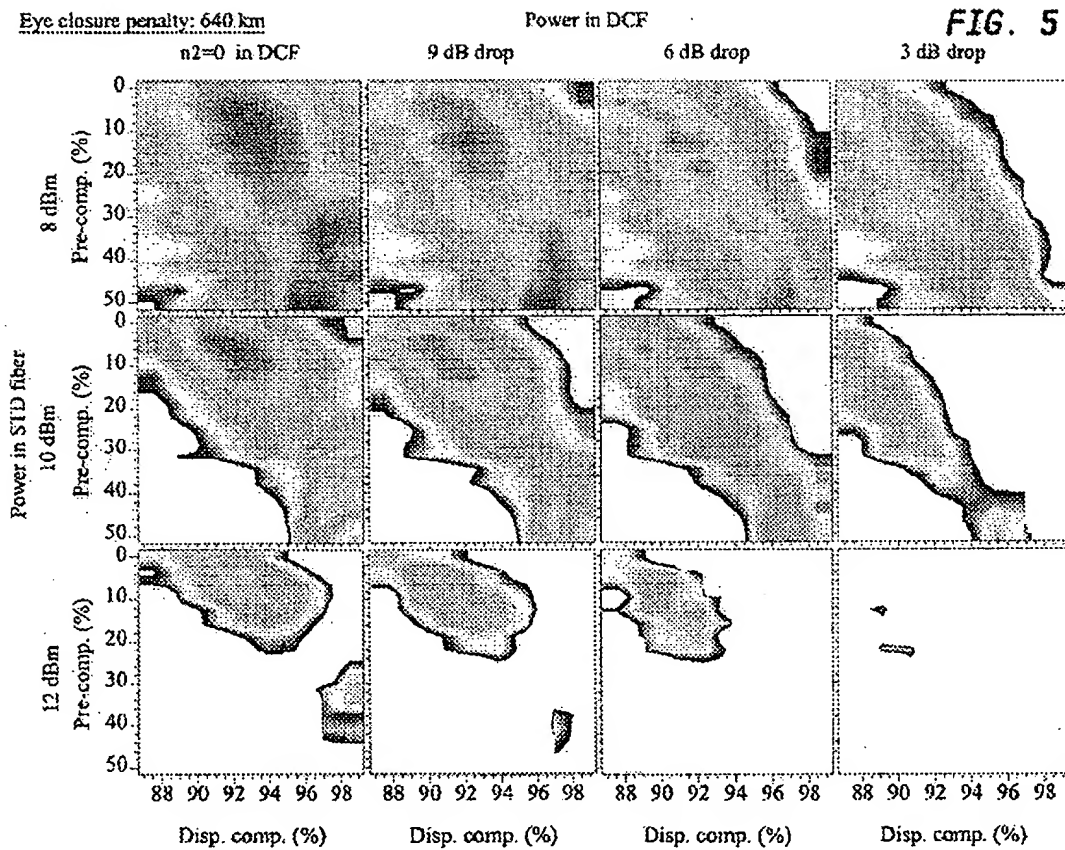 Eye closure penalty: 640 km
Power in DCF
FIG. 5
n2=0 in DCF
9 dB drop
6 dB drop
3 dB drop
Power in STD fiber
8 dBm
Pre-comp. (%)
0
10
20
30
40
50
10 dBm
Pre-comp. (%)
0
10
20
30
40
50
12 dBm
Pre-comp. (%)
0
10
20
30
40
50
88 90 92 94 96 98
88 90 92 94 96 98
88 90 92 94 96 98
88 90 92 94 96 98
Disp. comp. (%)
Disp. comp. (%)
Disp. comp. (%)
Disp. comp. (%)